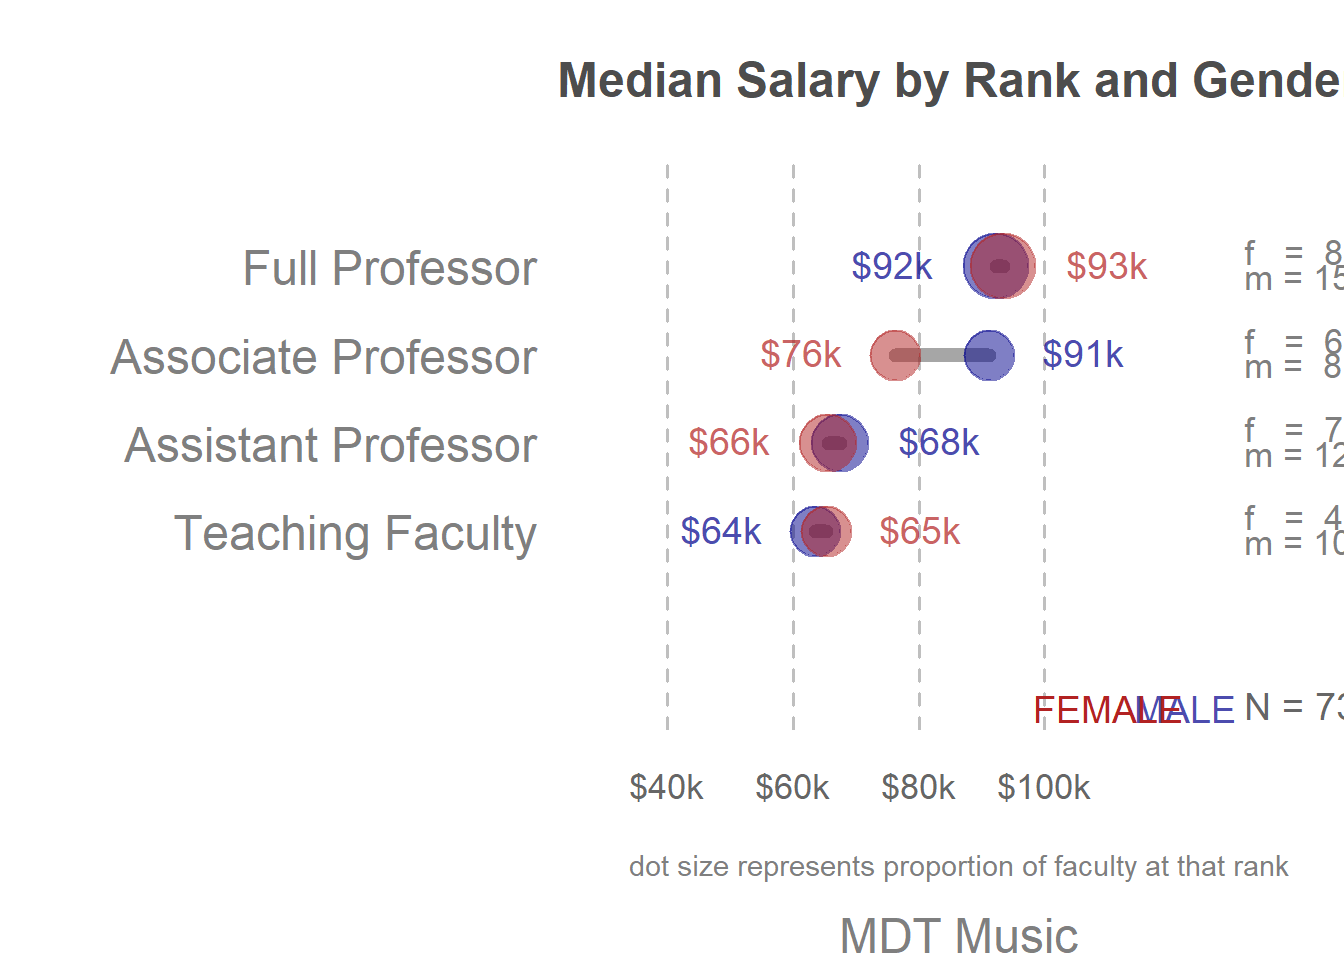 Median Salary by Rank and Gende
Full Professor $92k $93k f = 8
m = 15
Associate Professor $76k $91k f = 6
m = 8
Assistant Professor $66k $68k f = 7
m = 12
Teaching Faculty $64k $65k f = 4
m = 10
FEMALE MALE N = 73
$40k $60k $80k $100k
dot size represents proportion of faculty at that rank
MDT Music